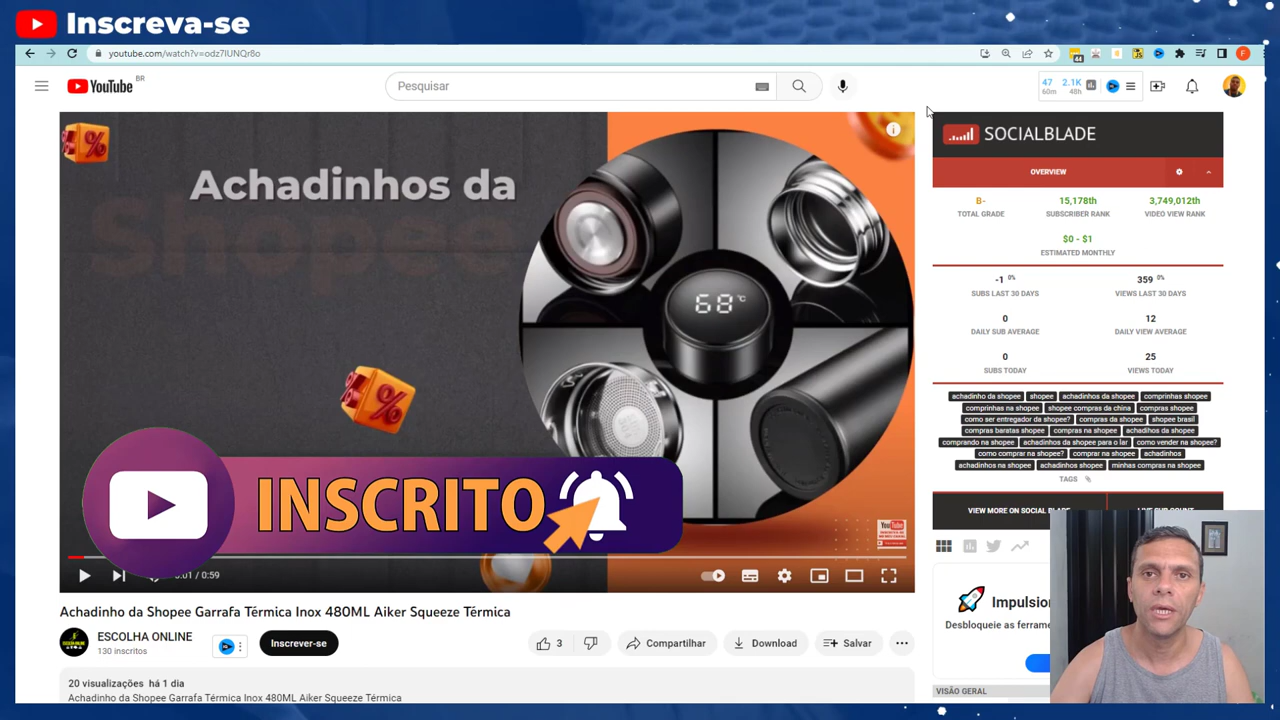 Inscreva-se
youtube.com/watch?v=odz7IUNQr8o
F
YouTube BR
Pesquisar
47 2.1K
60m 48h
Achadinhos da
shopee
68°C
INSCRITO
0:01 / 0:59
Achadinho da Shopee Garrafa Térmica Inox 480ML Aiker Squeeze Térmica
ESCOLHA ONLINE
130 inscritos
Inscrever-se
3
Compartilhar
Download
Salvar
20 visualizações há 1 dia
Achadinho da Shopee Garrafa Térmica Inox 480ML Aiker Squeeze Térmica
SOCIALBLADE
OVERVIEW
B- 15,178th 3,749,012th
TOTAL GRADE SUBSCRIBER RANK VIDEO VIEW RANK
$0 - $1
ESTIMATED MONTHLY
-1 0% 359 0%
SUBS LAST 30 DAYS VIEWS LAST 30 DAYS
0 12
DAILY SUB AVERAGE DAILY VIEW AVERAGE
0 25
SUBS TODAY VIEWS TODAY
achadinho da shopee shopee achadinhos da shopee comprinhas shopee
comprinhas na shopee shopee compras da china compras shopee
como ser entregador da shopee? compras da shopee shopee brasil
compras baratas shopee compras na shopee achadihos da shopee
comprando na shopee achadinhos da shopee para o lar como vender na shopee?
como comprar na shopee? comprar na shopee achadinhos
achadinhos na shopee achadinhos shopee minhas compras na shopee
TAGS
VIEW MORE ON SOCIAL BLADE LIVE SUB COUNT
Impulsion
Desbloqueie as ferrame
VISÃO GERAL